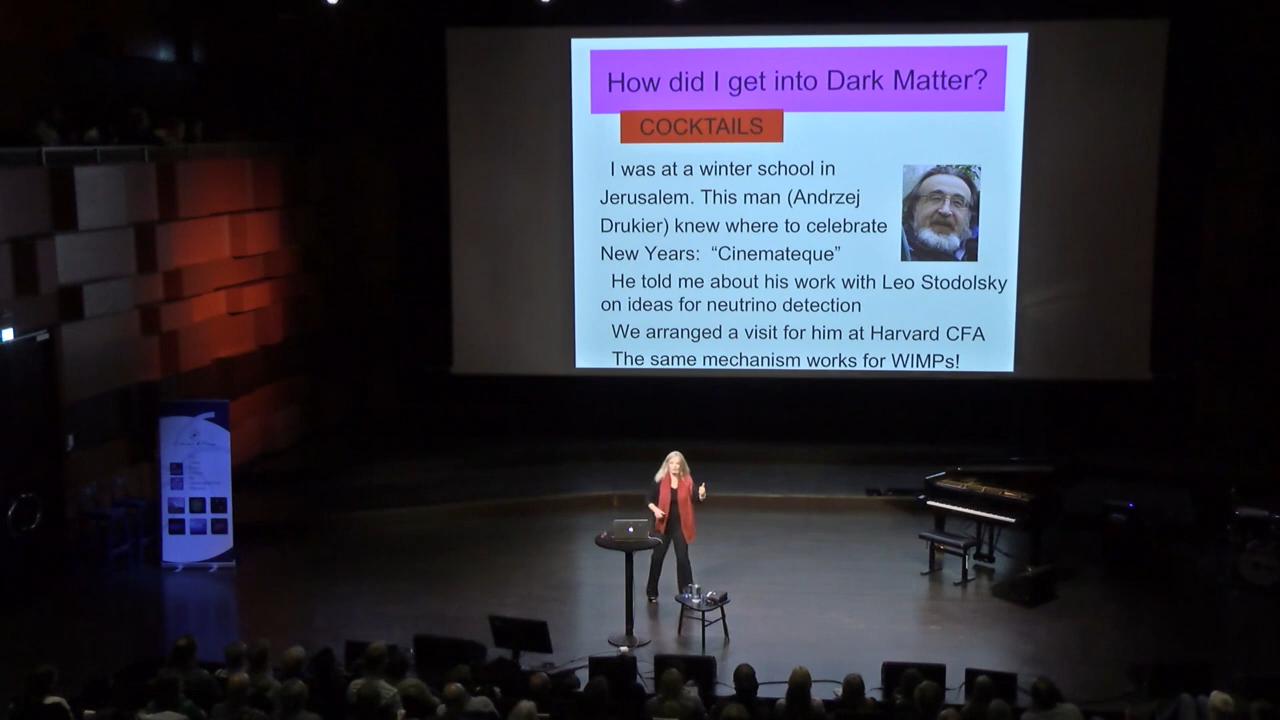 How did I get into Dark Matter?
COCKTAILS
I was at a winter school in
Jerusalem. This man (Andrzej
Drukier) knew where to celebrate
New Years: “Cinemateque”
He told me about his work with Leo Stodolsky
on ideas for neutrino detection
We arranged a visit for him at Harvard CFA
The same mechanism works for WIMPs!